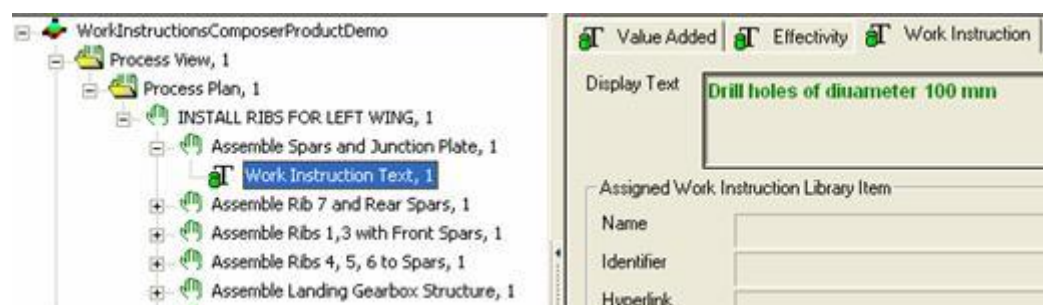 WorkInstructionsComposerProductDemo
Process View, 1
Process Plan, 1
INSTALL RIBS FOR LEFT WING, 1
Assemble Spars and Junction Plate, 1
Work Instruction Text, 1
Assemble Rib 7 and Rear Spars, 1
Assemble Ribs 1,3 with Front Spars, 1
Assemble Ribs 4, 5, 6 to Spars, 1
Assemble Landing Gearbox Structure, 1
Value Added
Effectivity
Work Instruction
Display Text
Drill holes of diuameter 100 mm
Assigned Work Instruction Library Item
Name
Identifier
Hyperlink